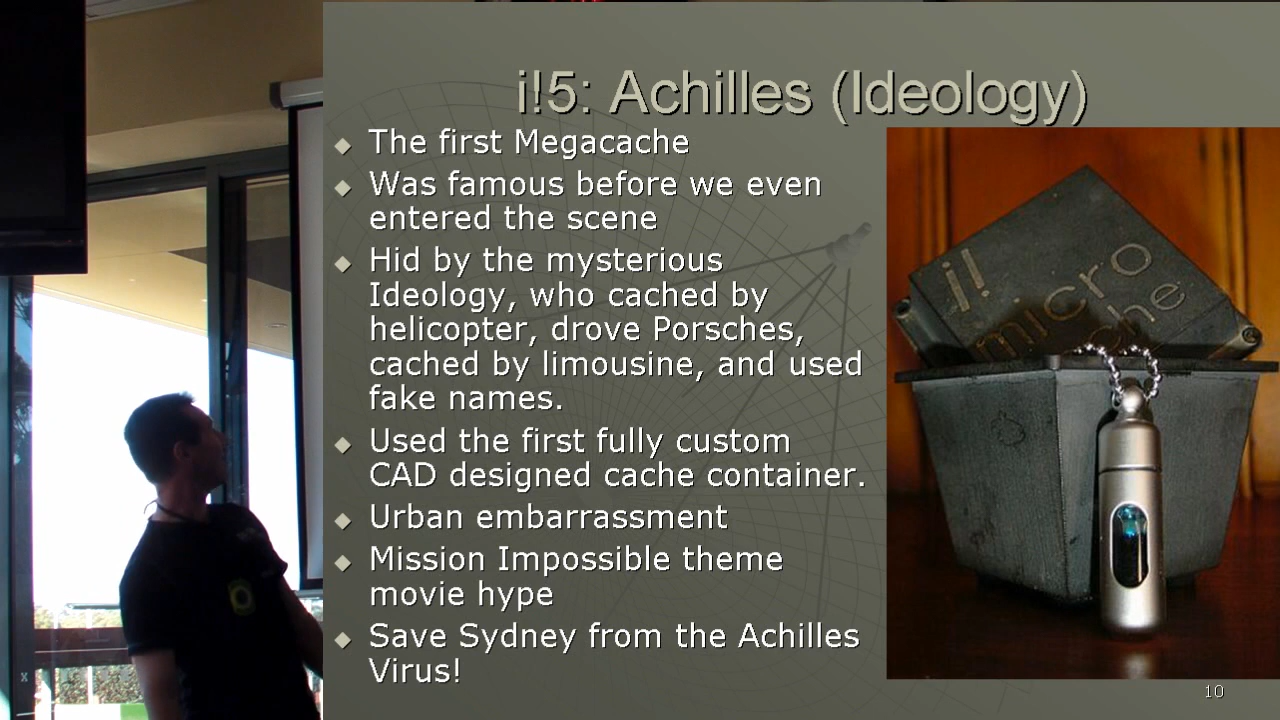 i!5: Achilles (Ideology)
The first Megacache
Was famous before we even
entered the scene
Hid by the mysterious
Ideology, who cached by
helicopter, drove Porsches,
cached by limousine, and used
fake names.
Used the first fully custom
CAD designed cache container.
Urban embarrassment
Mission Impossible theme
movie hype
Save Sydney from the Achilles
Virus!
i!
micro
che
10